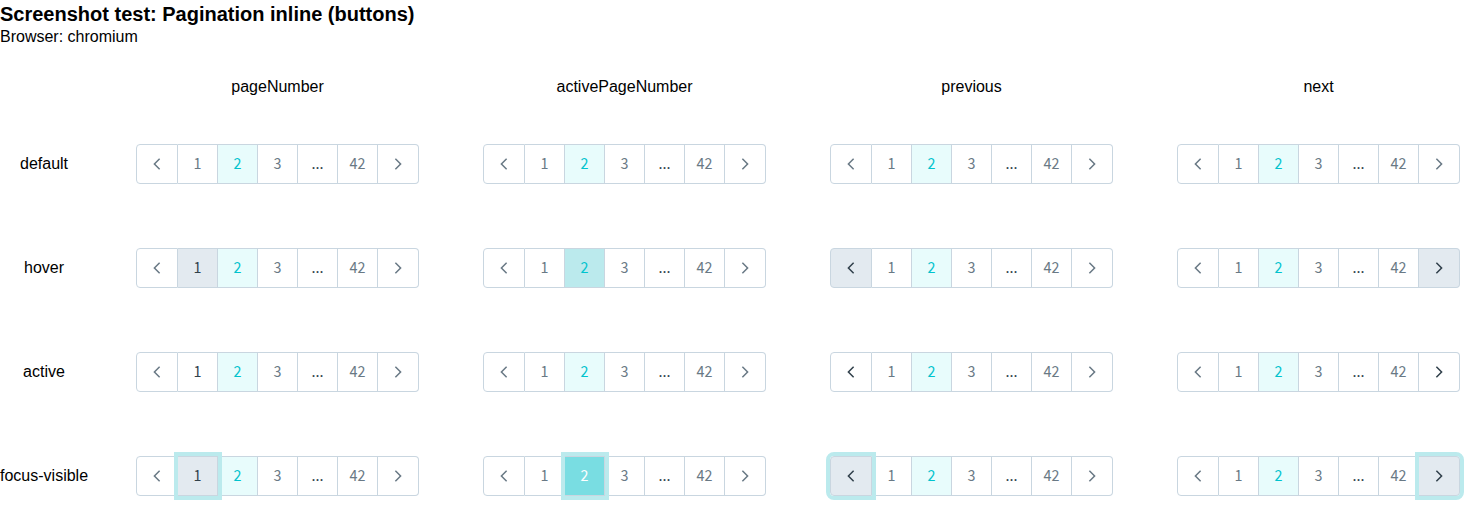 Screenshot test: Pagination inline (buttons)
Browser: chromium
pageNumber activePageNumber previous next
default 1 2 3 ... 42 1 2 3 ... 42 1 2 3 ... 42 1 2 3 ... 42
hover 1 2 3 ... 42 1 2 3 ... 42 1 2 3 ... 42 1 2 3 ... 42
active 1 2 3 ... 42 1 2 3 ... 42 1 2 3 ... 42 1 2 3 ... 42
focus-visible 1 2 3 ... 42 1 2 3 ... 42 1 2 3 ... 42 1 2 3 ... 42